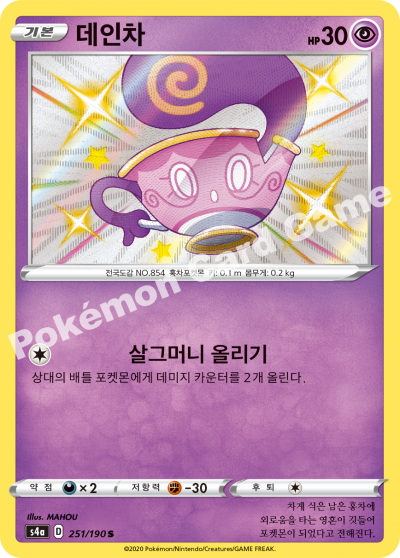 기본 데인차 HP 30
전국도감 NO.854 홍차포켓몬 키: 0.1 m 몸무게: 0.2 kg
Pokémon Card Game
살그머니 올리기
상대의 배틀 포켓몬에게 데미지 카운터를 2개 올린다.
약점 ×2 저항력 -30 후퇴
Illus. MAHOU
s4a D 251/190 S
차게 식은 남은 홍차에
외로움을 타는 영혼이 깃들어
포켓몬이 되었다고 전해진다.
©2020 Pokémon/Nintendo/Creatures/GAME FREAK.